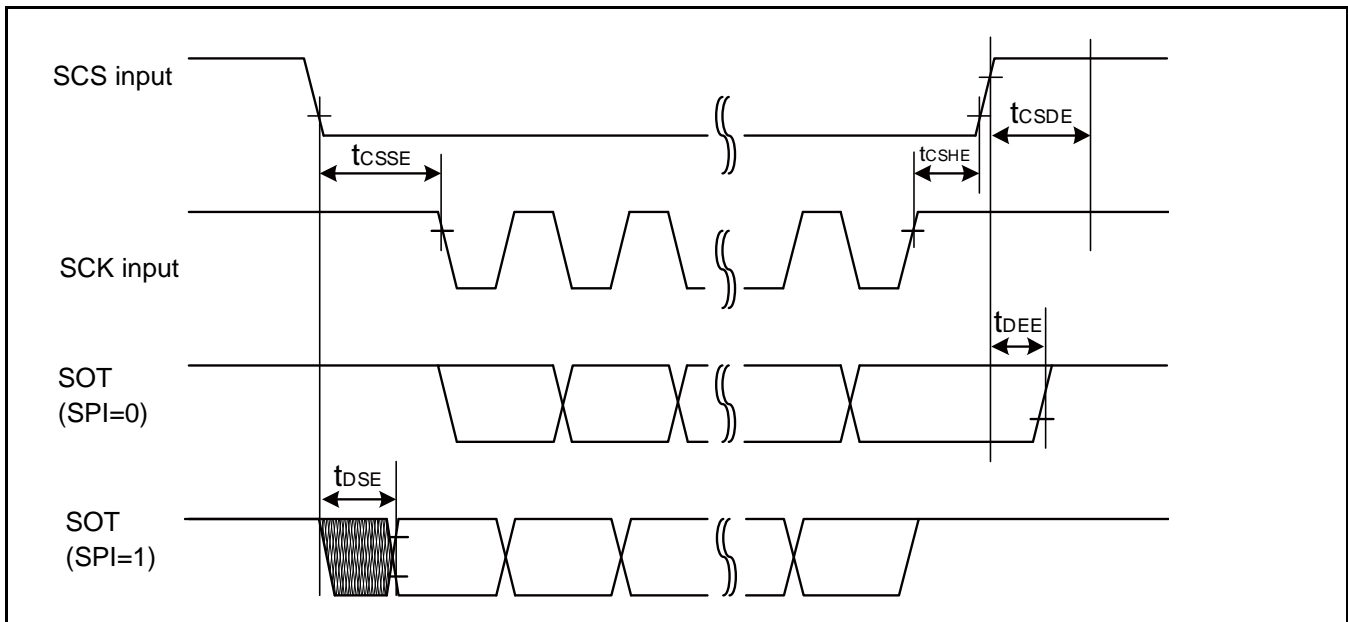 SCS input
tCSSE
tCSHE
tCSDE
SCK input
tDEE
SOT
(SPI=0)
tDSE
SOT
(SPI=1)